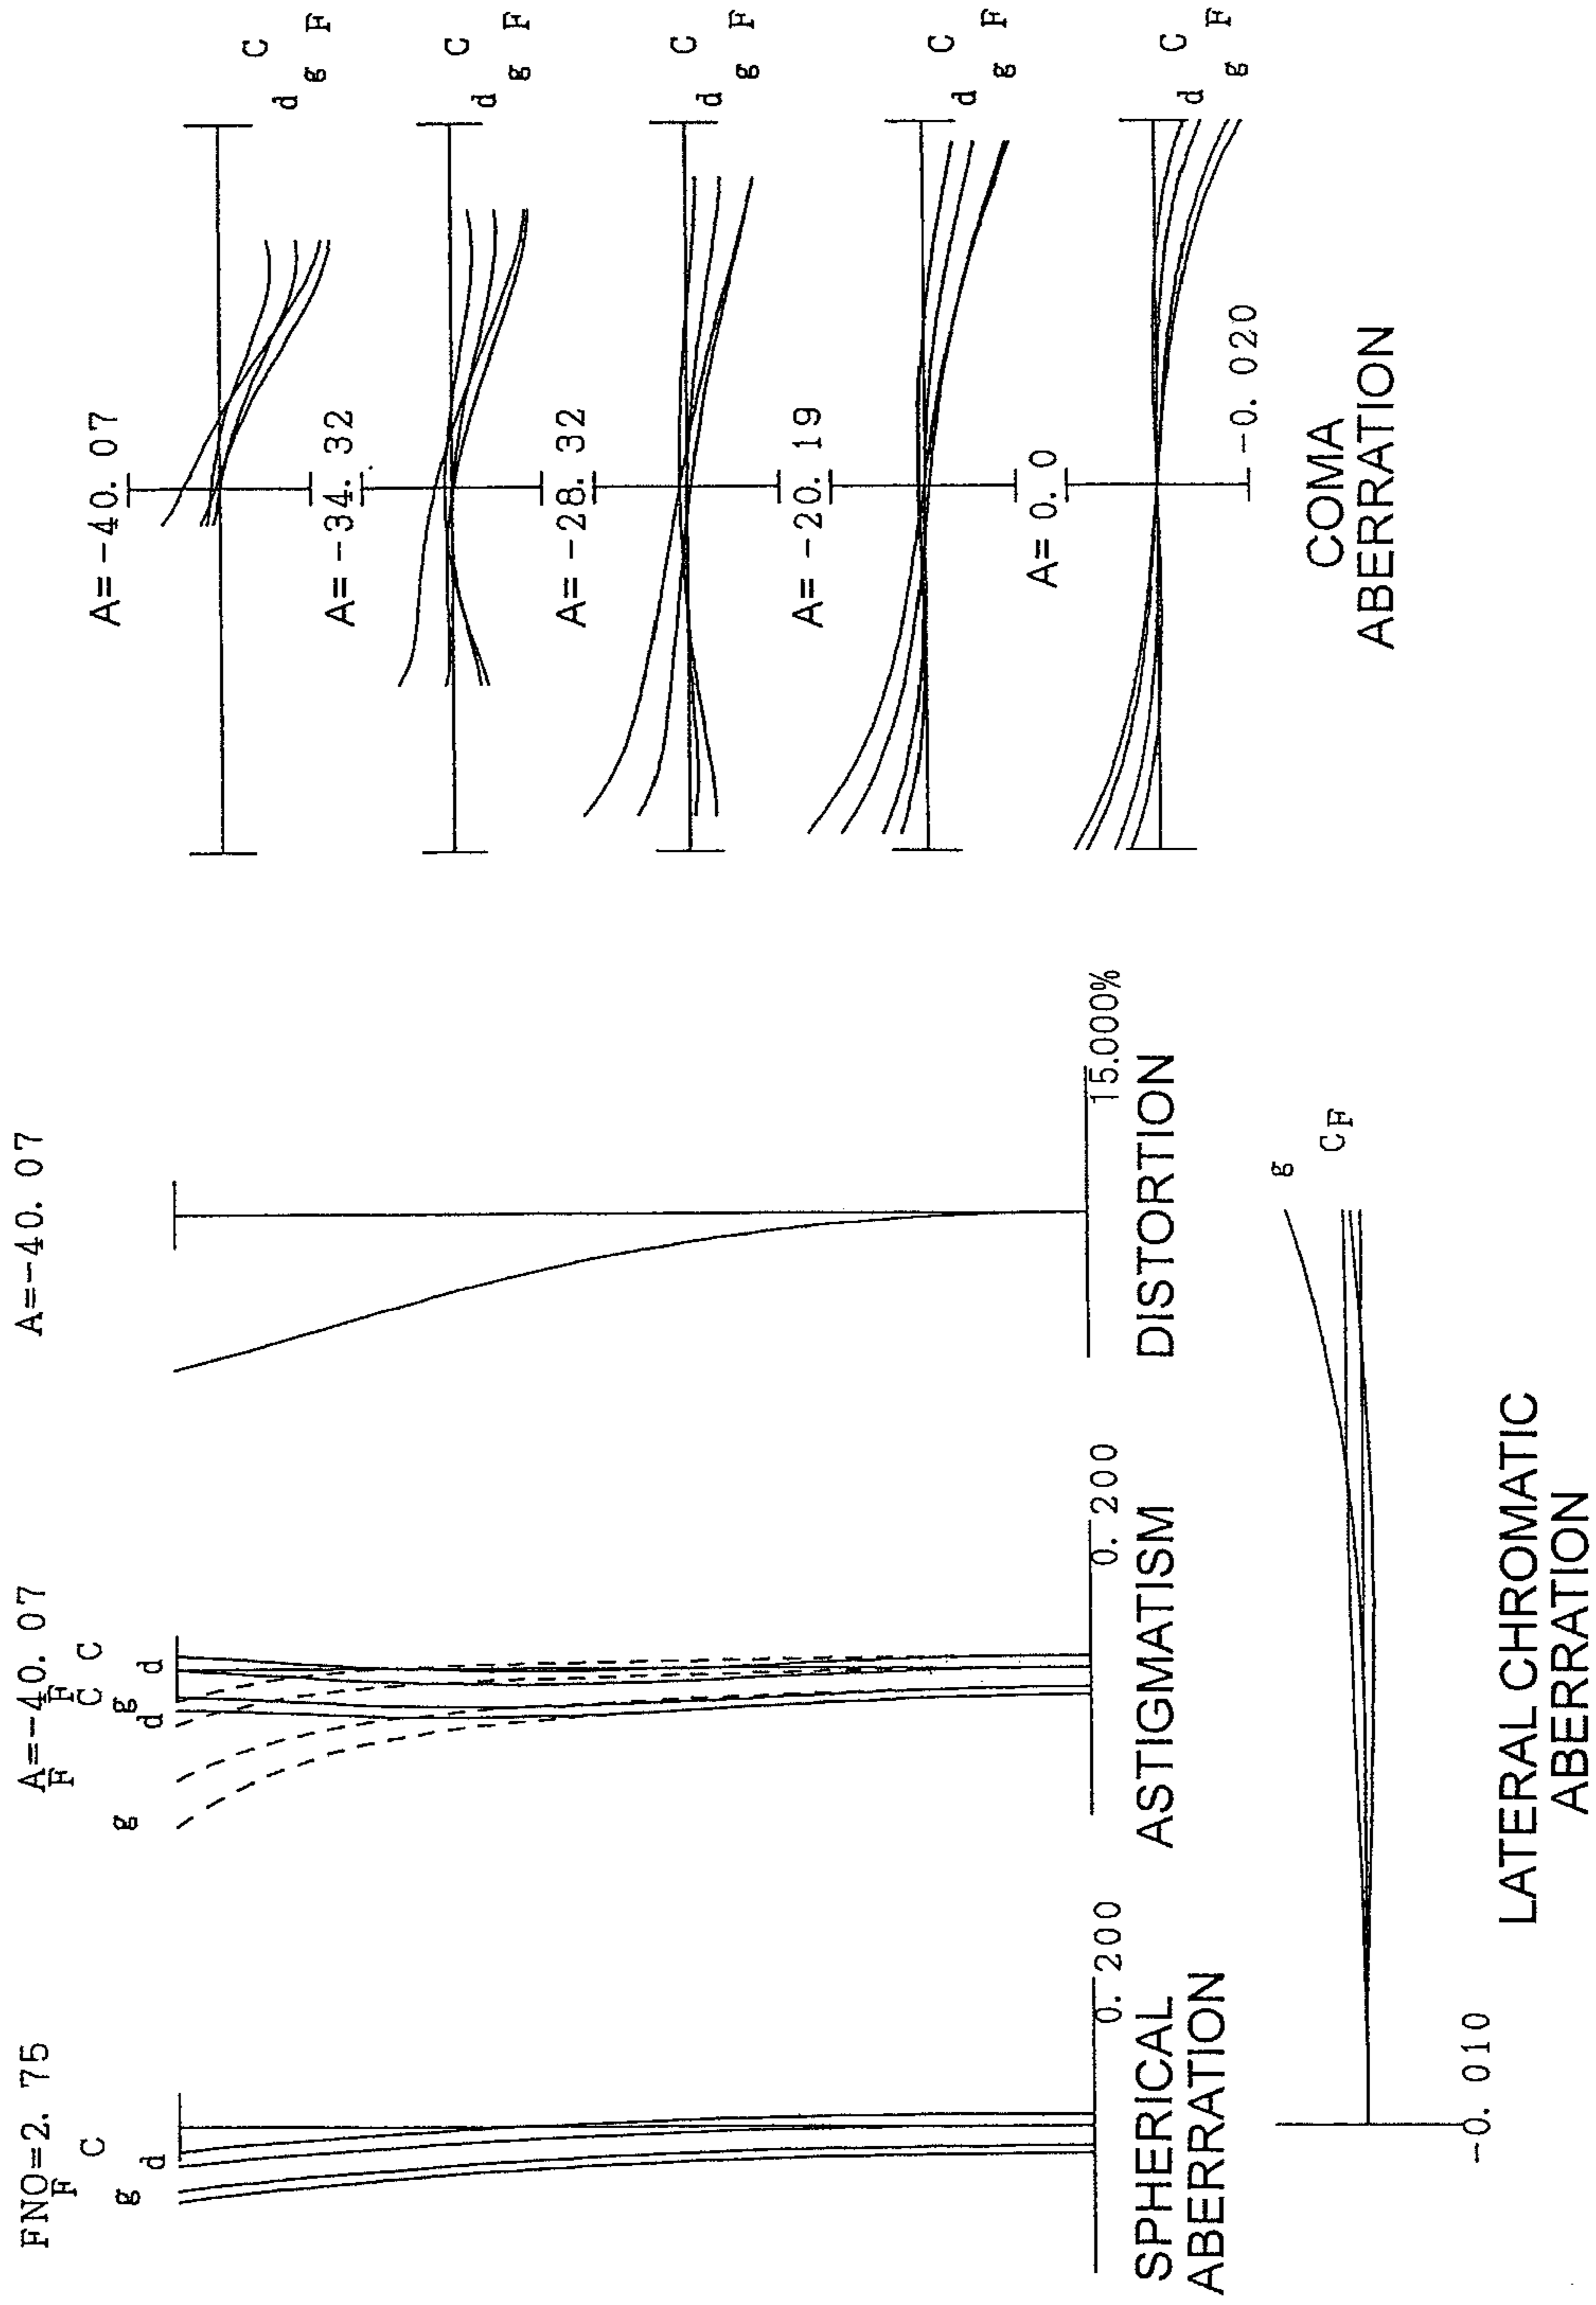 FNO=2.75
F
C
g
d
SPHERICAL
ABERRATION
0.200
A=-40.07
F
F
C
C
g
d
g
d
ASTIGMATISM
0.200
A=-40.07
DISTORTION
15.000%
g
C
F
-0.010
LATERAL CHROMATIC
ABERRATION
A=-40.07
d
g
C
F
A=-34.32
d
g
C
F
A=-28.32
d
g
C
F
A=-20.19
d
g
C
F
A=0.0
d
g
C
F
-0.020
COMA
ABERRATION